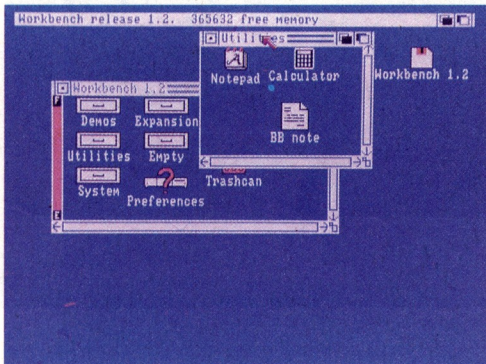 Workbench release 1.2. 365632 free memory
Utilities
Notepad Calculator
Workbench 1.2
BB note
Workbench 1.2
Demos Expansion
Utilities Empty
System Trashcan
Preferences
F
E